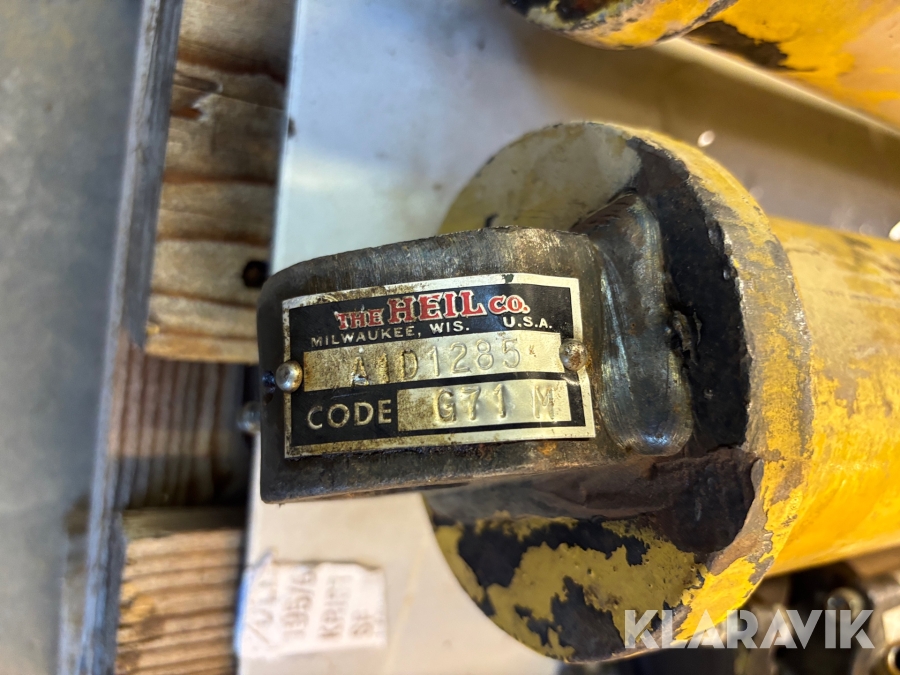 THE HEIL CO.
MILWAUKEE, WIS. U.S.A.
A1D1285
CODE G71 M
KLARAVIK